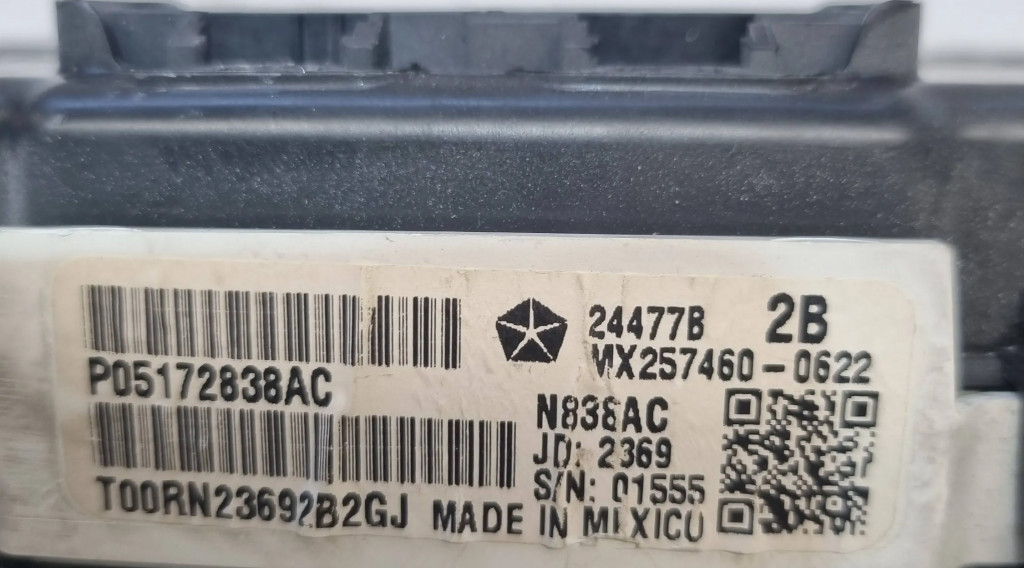 24477B 2B
MX257460-0622
P05172838AC
N838AC
JD: 2369
S/N: 01555
T00RN23692B2GJ MADE IN MEXICO